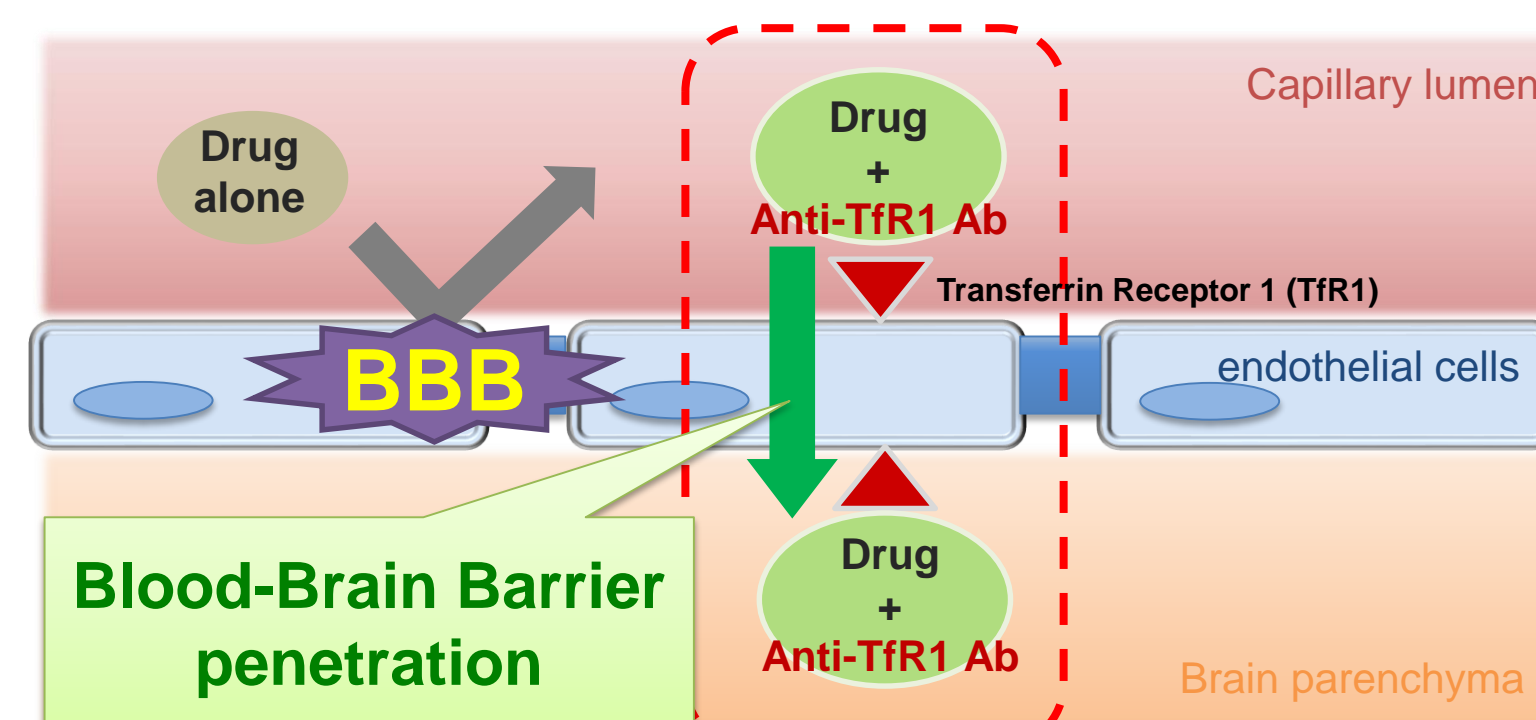 Capillary lumen
Drug
alone
Drug
+
Anti-TfR1 Ab
Transferrin Receptor 1 (TfR1)
BBB
endothelial cells
Blood-Brain Barrier
penetration
Drug
+
Anti-TfR1 Ab
Brain parenchyma